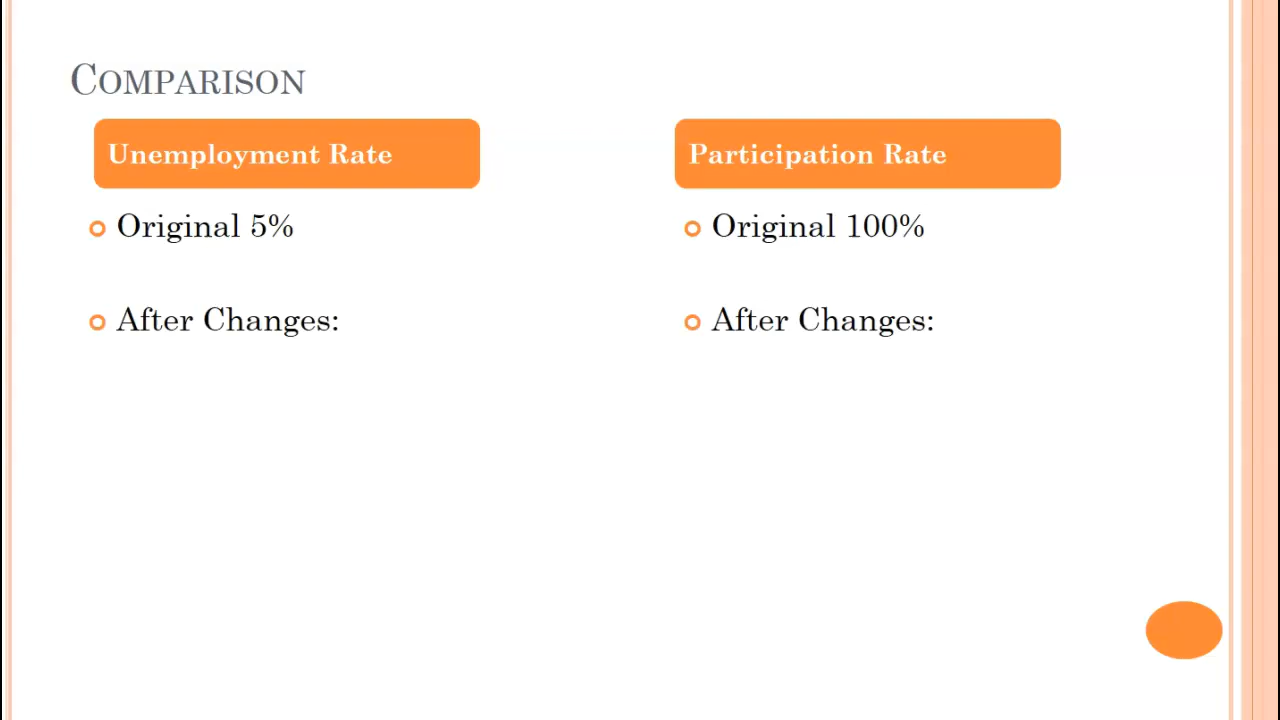 Comparison
Unemployment Rate
Original 5%
After Changes:
Participation Rate
Original 100%
After Changes: